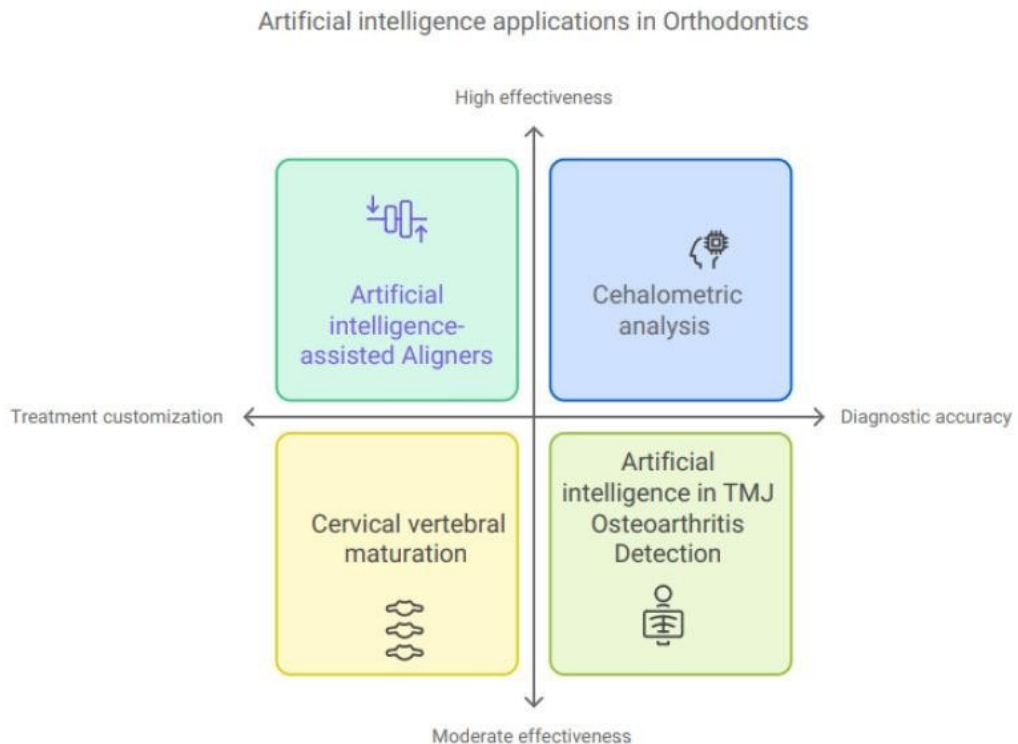 Artificial intelligence applications in Orthodontics
High effectiveness
Artificial
intelligence-
assisted Aligners
Cehalometric
analysis
Treatment customization
Diagnostic accuracy
Cervical vertebral
maturation
Artificial
intelligence in TMJ
Osteoarthritis
Detection
Moderate effectiveness